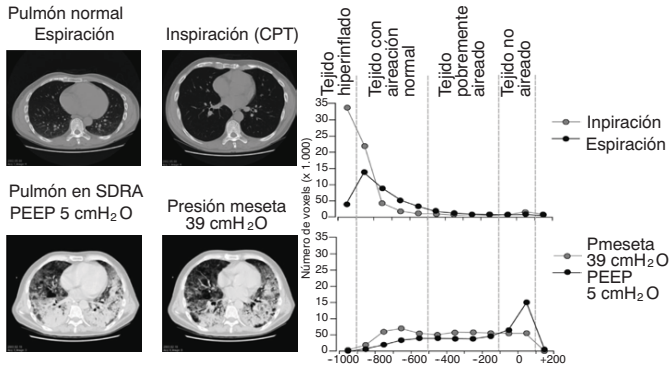 Pulmón normal
Espiración
Inspiración (CPT)
Pulmón en SDRA
PEEP 5 cmH2O
Presión meseta
39 cmH2O
Tejido
hiperinflado
Tejido con
aireación
normal
Tejido
pobremente
aireado
Tejido no
aireado
Número de voxels (x 1.000)
35
30
25
20
15
10
50
0
Inpiración
Espiración
35
30
25
20
15
10
50
0
-1000
-800
-600
-400
-200
0
+200
Pmeseta
39 cmH2O
PEEP
5 cmH2O